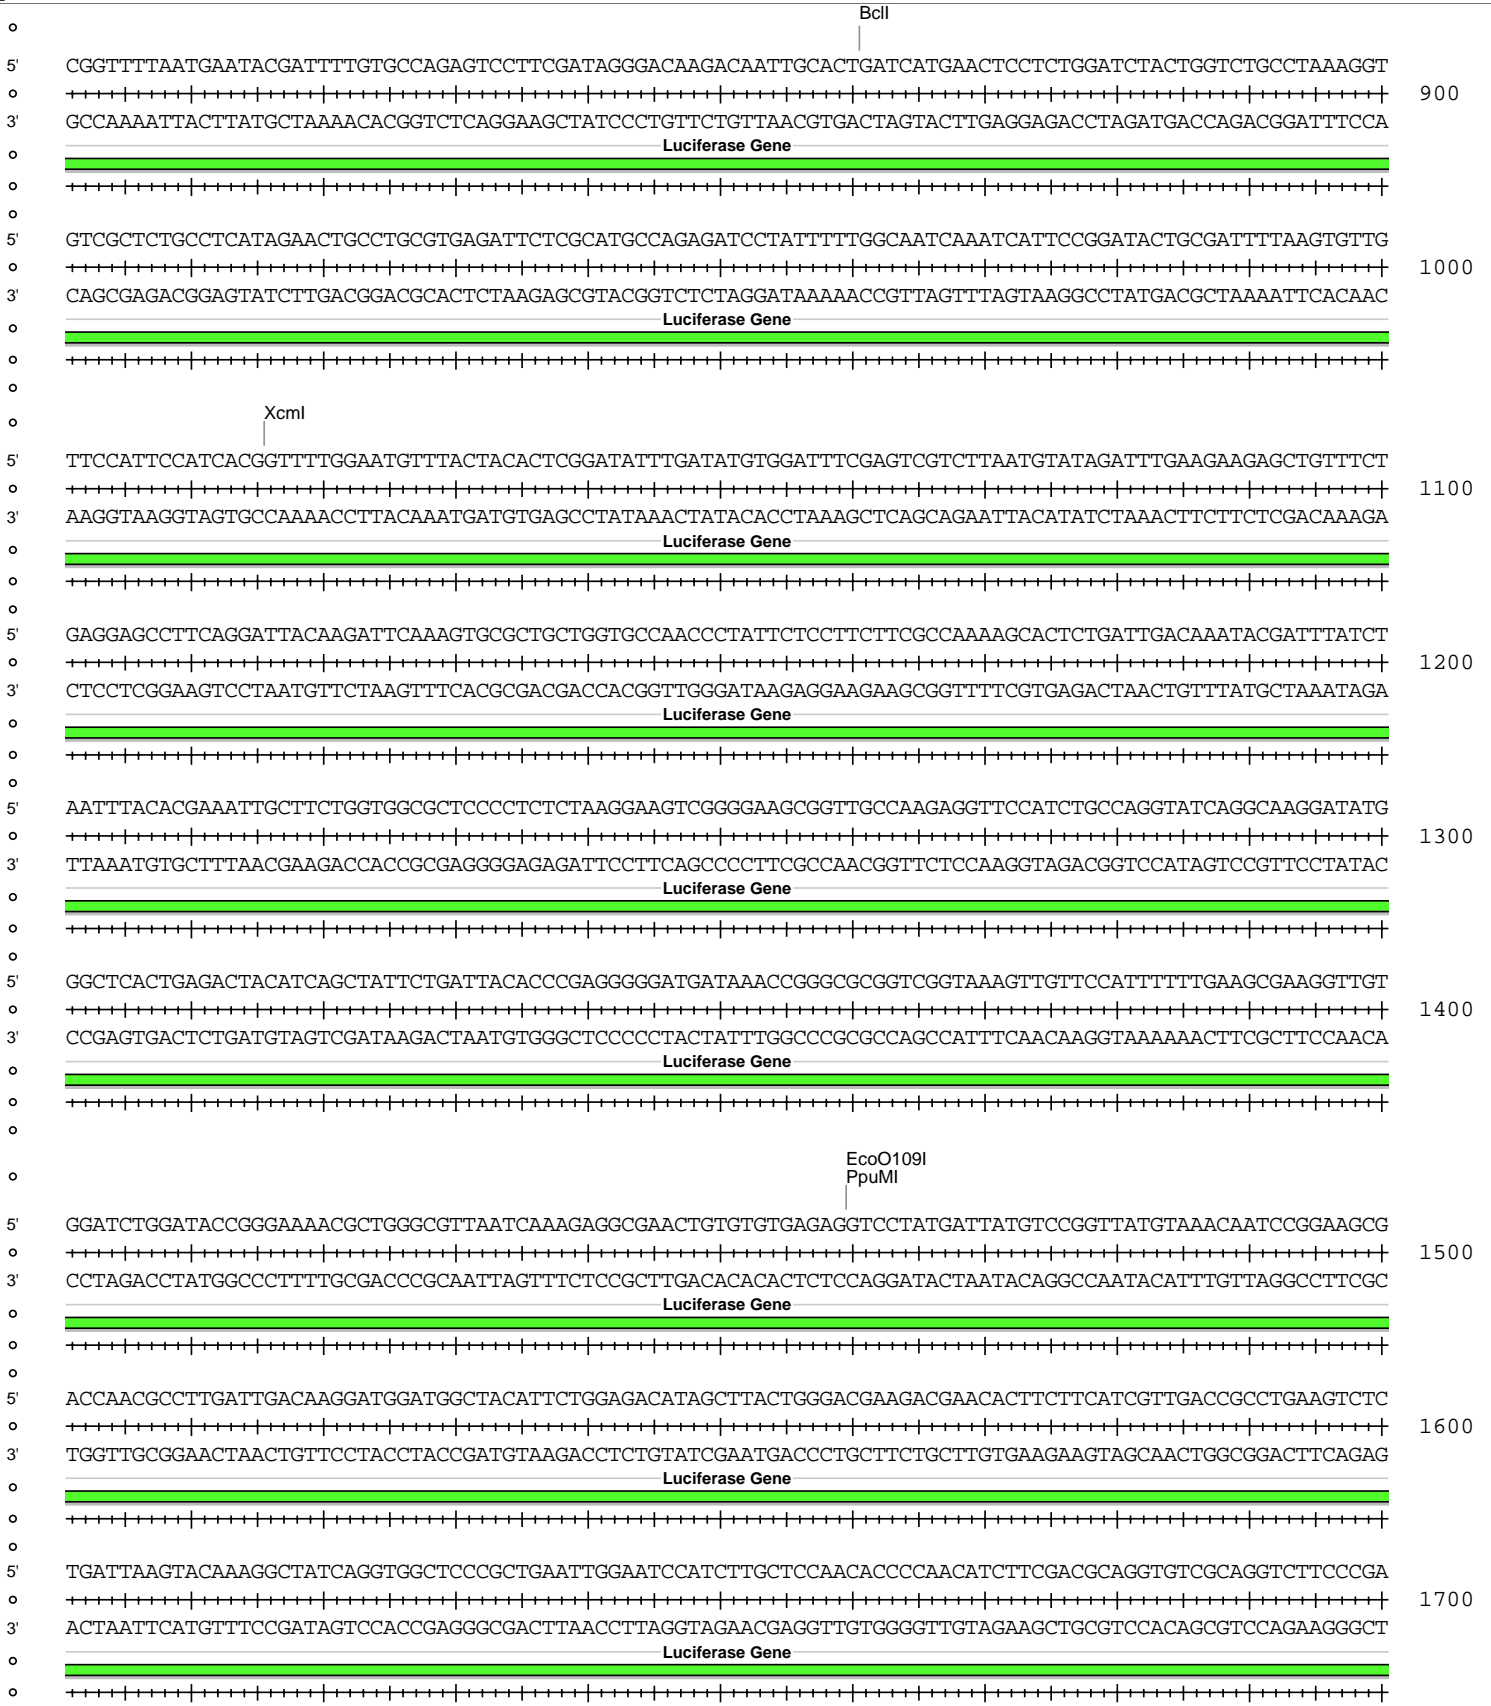 BclI
5' CGGTTTTTAATGAATACGATTTTGTGCCAGAGTCCTTCGATAGGGACAAGACAATTGCACTGATCATGAACTCCTCTGGATCTACTGGTCTGCCTAAAGGT
900
3' GCCAAAAATTACTTATGCTAAAACACGGTCTCAGGAAGCTATCCCTGTTCTGTTAACGTGACTAGTACTTGAGGAGACCTAGATGACCAGACGGATTTCCA
Luciferase Gene
5' GTCGCTCTGCCTCATAGAACTGCCTGCGTGAGATTCTCGCATGCCAGAGATCCTATTTTTGGCAATCAAATCATTCCGGATACTGCGATTTTAAGTGTTG
1000
3' CAGCGAGACGGAGTATCTTGACGGACGCACTCTAAGAGCGTACGGTCTCTAGGATAAAAACCGTTAGTTTAGTAAGGCCTATGACGCTAAAATTCACAAC
Luciferase Gene
XcmI
5' TTCCATTCCATCACGGTTTTGGAATGTTTACTACACTCGGATATTTGATATGTGGATTTCGAGTCGTCTTAATGTATAGATTTGAAGAAGAGCTGTTTCT
1100
3' AAGGTAAGGTAGTGCCAAAACCTTACAAATGATGTGAGCCTATAAACTATACACCTAAAGCTCAGCAGAATTACATATCTAAACTTCTTCTCGACAAAGA
Luciferase Gene
5' GAGGAGCCTTCAGGATTACAAGATTCAAAGTGCGCTGCTGGTGCCAACCCTATTCTCCTTCTTCGCCAAAAGCACTCTGATTGACAAATACGATTTATCT
1200
3' CTCCTCGGAAGTCCTAATGTTCTAAGTTTCACGCGACGACCACGGTTGGGATAAGAGGAAGAAGCGGTTTTCGTGAGACTAACTGTTTATGCTAAATAGA
Luciferase Gene
5' AATTTACACGAAATTGCTTCTGGTGGCGCTCCCCTCTCTAAGGAAGTCGGGGAAGCGGTTGCCAAGAGGTTCCATCTGCCAGGTATCAGGCAAGGATATG
1300
3' TTAAATGTGCTTTAACGAAGACCACCGCGAGGGGAGAGATTCCTTCAGCCCCTTCGCCAACGGTTCTCCAAGGTAGACGGTCCATAGTCCGTTCCTATAC
Luciferase Gene
5' GGCTCACTGAGACTACATCAGCTATTCTGATTACACCCGAGGGGGATGATAAACCGGGCGCGGTCGGTAAAGTTGTTCCATTTTTTGAAGCGAAGGTTGT
1400
3' CCGAGTGACTCTGATGTAGTCGATAAGACTAATGTGGGCTCCCCCTACTATTTGGCCCGCGCCAGCCATTTCAACAAGGTAAAAAACTTCGCTTCCAACA
Luciferase Gene
EcoO109I
PpuMI
5' GGATCTGGATACCGGGAAAACGCTGGGCGTTAATCAAAGAGGCGAACTGTGTGTGAGAGGTCCTATGATTATGTCCGGTTATGTAAACAATCCGGAAGCG
1500
3' CCTAGACCTATGGCCCTTTTGCGACCCGCAATTAGTTTCTCCGCTTGACACACACTCTCCAGGATACTAATACAGGCCAATACATTTGTTAGGCCTTCGC
Luciferase Gene
5' ACCAACGCCTTGATTGACAAGGATGGATGGCTACATTCTGGAGACATAGCTTACTGGGACGAAGACGAACACTTCTTCATCGTTGACCGCCTGAAGTCTC
1600
3' TGGTTGCGGAACTAACTGTTCCTACCTACCGATGTAAGACCTCTGTATCGAATGACCCTGCTTCTGCTTGTGAAGAAGTAGCAACTGGCGGACTTCAGAG
Luciferase Gene
5' TGATTAAGTACAAAGGCTATCAGGTGGCTCCCGCTGAATTGGAATCCATCTTGCTCCAACACCCCAACATCTTCGACGCAGGTGTCGCAGGTCTTCCCGA
1700
3' ACTAATTCATGTTTCCGATAGTCCACCGAGGGCGACTTAACCTTAGGTAGAACGAGGTTGTGGGGTTGTAGAAGCTGCGTCCACAGCGTCCAGAAGGGCT
Luciferase Gene